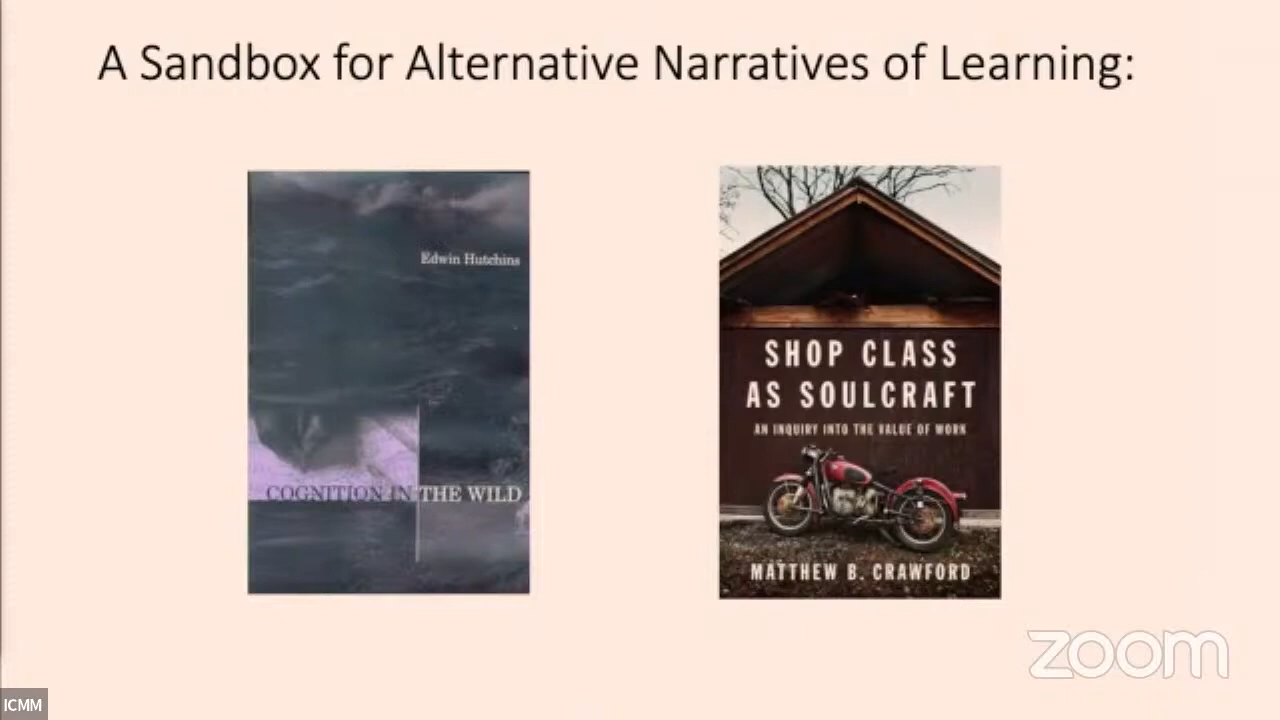 A Sandbox for Alternative Narratives of Learning:
Edwin Hutchins
COGNITION IN THE WILD
SHOP CLASS
AS SOULCRAFT
AN INQUIRY INTO THE VALUE OF WORK
MATTHEW B. CRAWFORD
zoom
ICMM